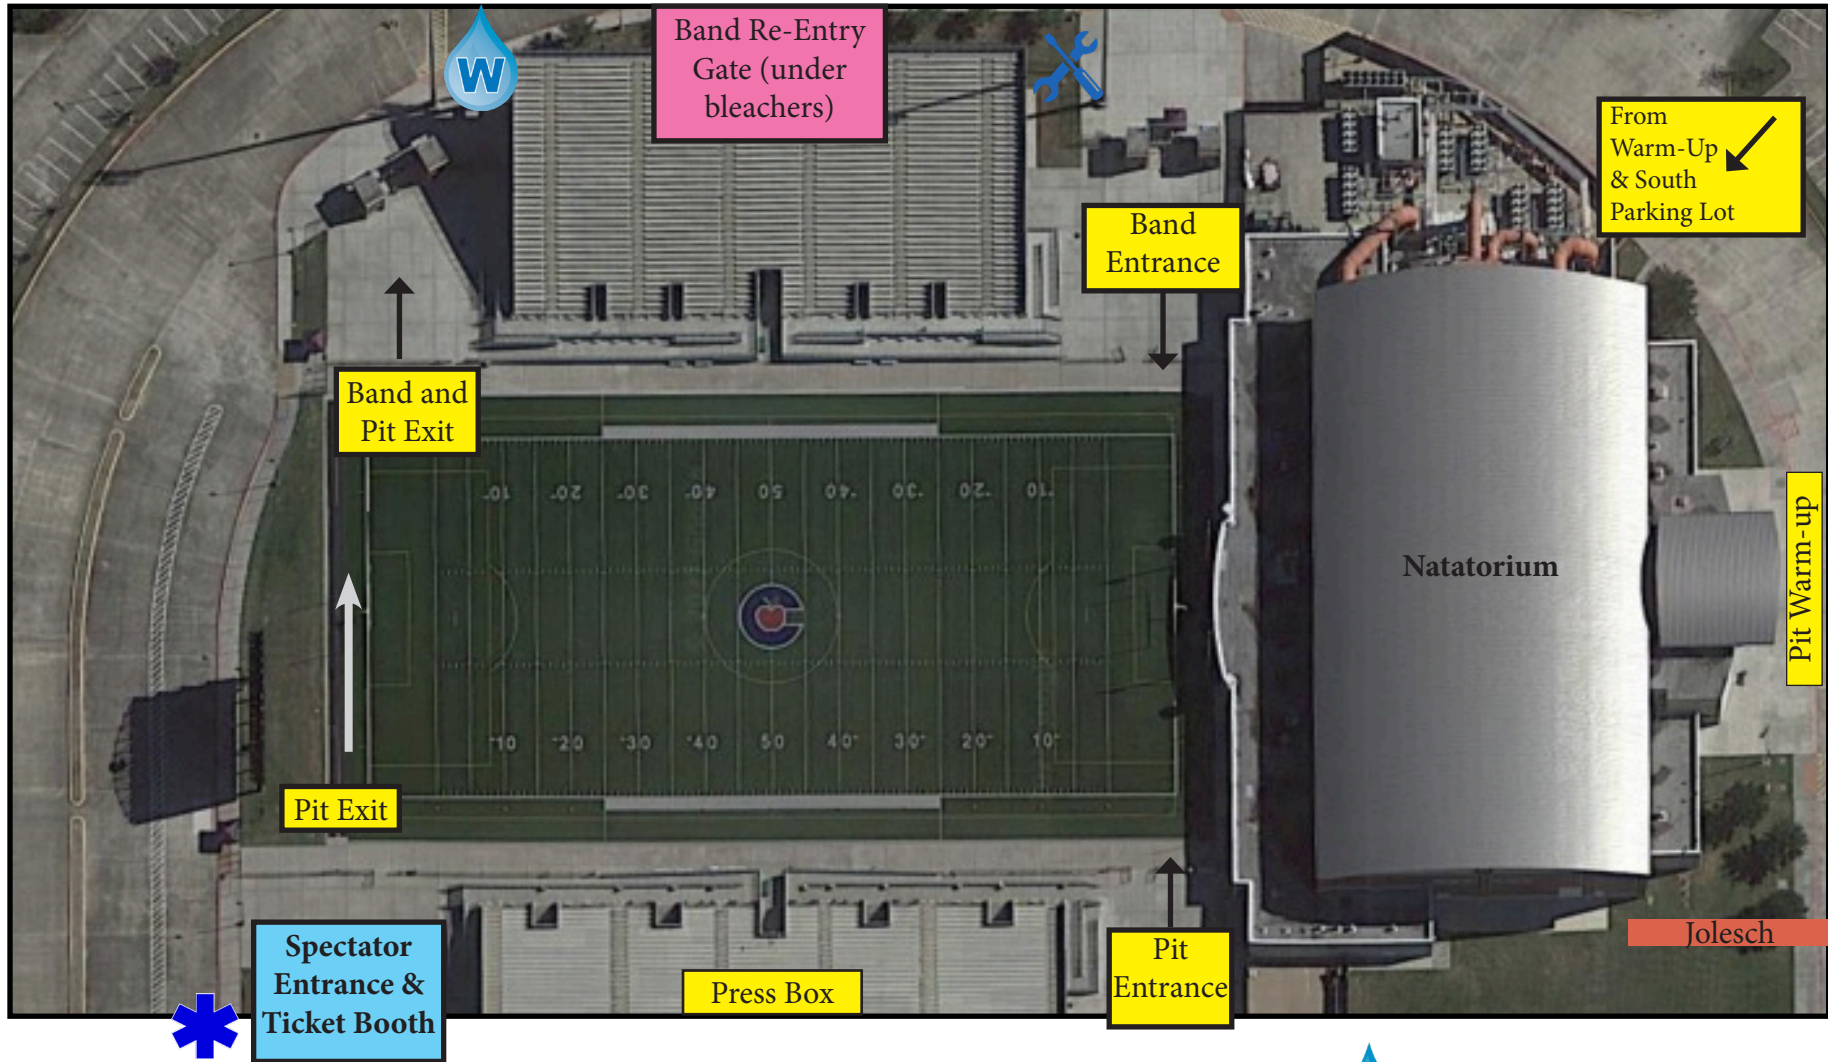 W
Band Re-Entry
Gate (under
bleachers)
From
Warm-Up
& South
Parking Lot
Band
Entrance
Band and
Pit Exit
10 20 30 40 50 40 30 20 10
Natatorium
Pit Warm-up
C
10 20 30 40 50 40 30 20 10
Pit Exit
Jolesch
Spectator
Entrance &
Ticket Booth
Press Box
Pit
Entrance